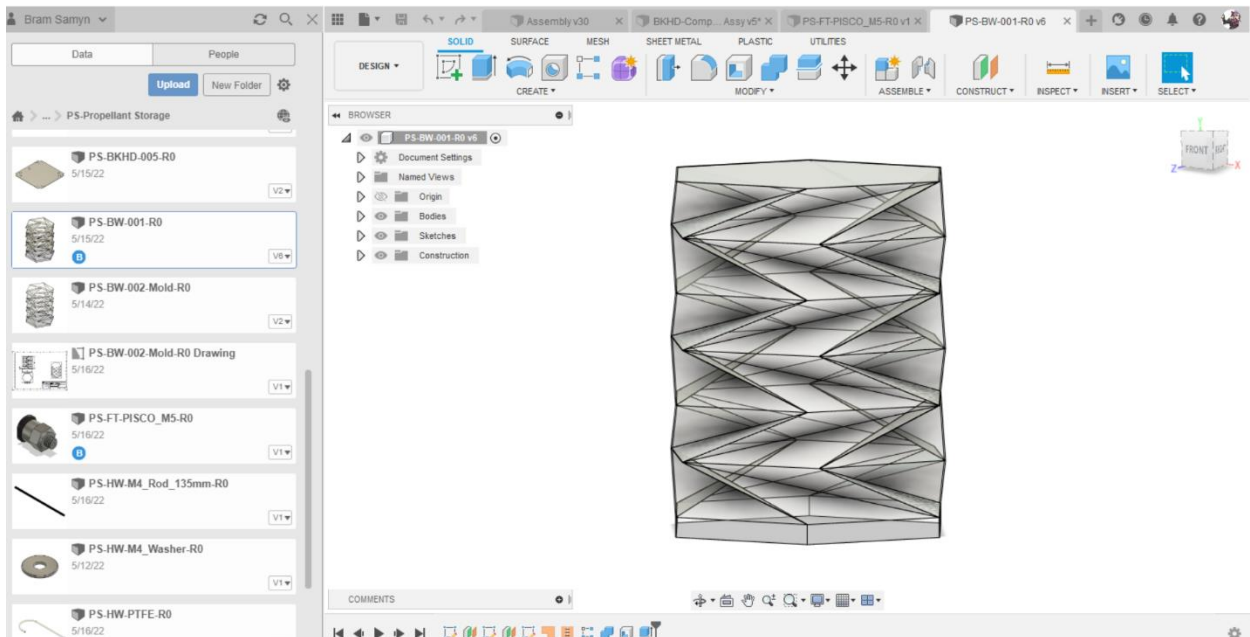 Bram Samyn
Assembly v30
BKHD-Comp... Assy v5*
PS-FT-PISCO_M5-R0 v1
PS-BW-001-R0 v6
Data
People
Upload
New Folder
... > PS-Propellant Storage
PS-BKHD-005-R0
5/15/22
V2
PS-BW-001-R0
5/15/22
B
V6
PS-BW-002-Mold-R0
5/14/22
V2
PS-BW-002-Mold-R0 Drawing
5/16/22
V1
PS-FT-PISCO_M5-R0
5/16/22
B
V1
PS-HW-M4_Rod_135mm-R0
5/16/22
V1
PS-HW-M4_Washer-R0
5/12/22
V1
PS-HW-PTFE-R0
5/16/22
SOLID SURFACE MESH SHEET METAL PLASTIC UTILITIES
DESIGN
CREATE MODIFY ASSEMBLE CONSTRUCT INSPECT INSERT SELECT
BROWSER
PS-BW-001-R0 v6
Document Settings
Named Views
Origin
Bodies
Sketches
Construction
Y
FRONT
Z
X
COMMENTS